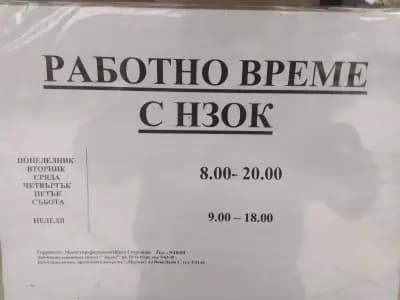 РАБОТНО ВРЕМЕ
С НЗОК
ПОНЕДЕЛНИК
ВТОРНИК
СРЯДА
ЧЕТВЪРТЪК
ПЕТЪК
СЪБОТА
8.00- 20.00
НЕДЕЛЯ
9.00 – 18.00